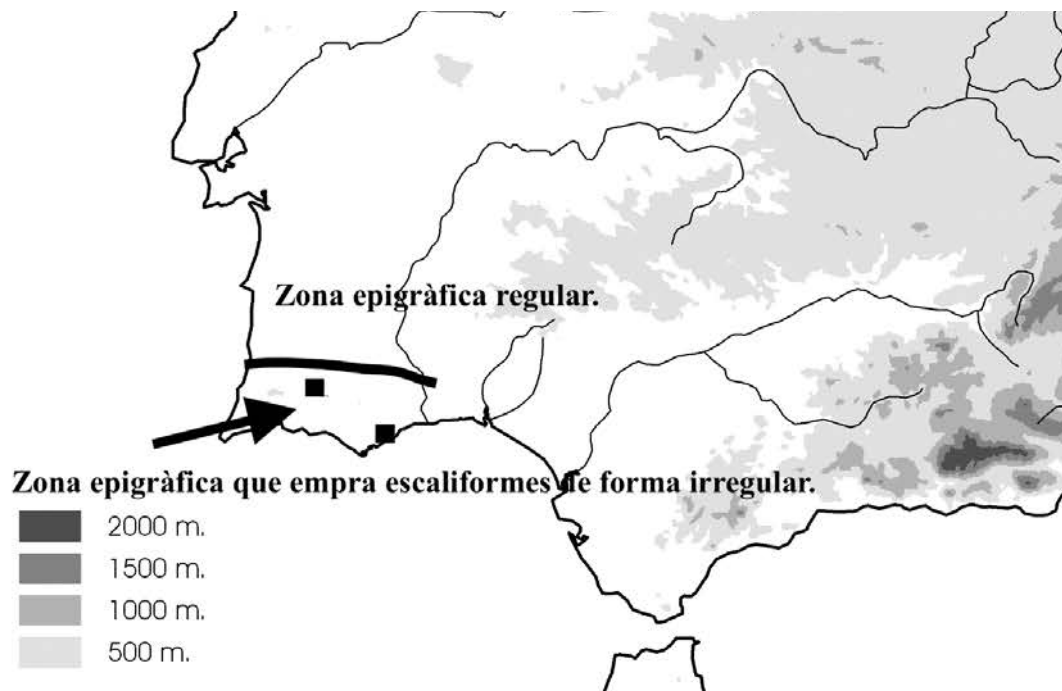 Zona epigràfica regular.
Zona epigràfica que empra escaliformes de forma irregular.
2000 m.
1500 m.
1000 m.
500 m.